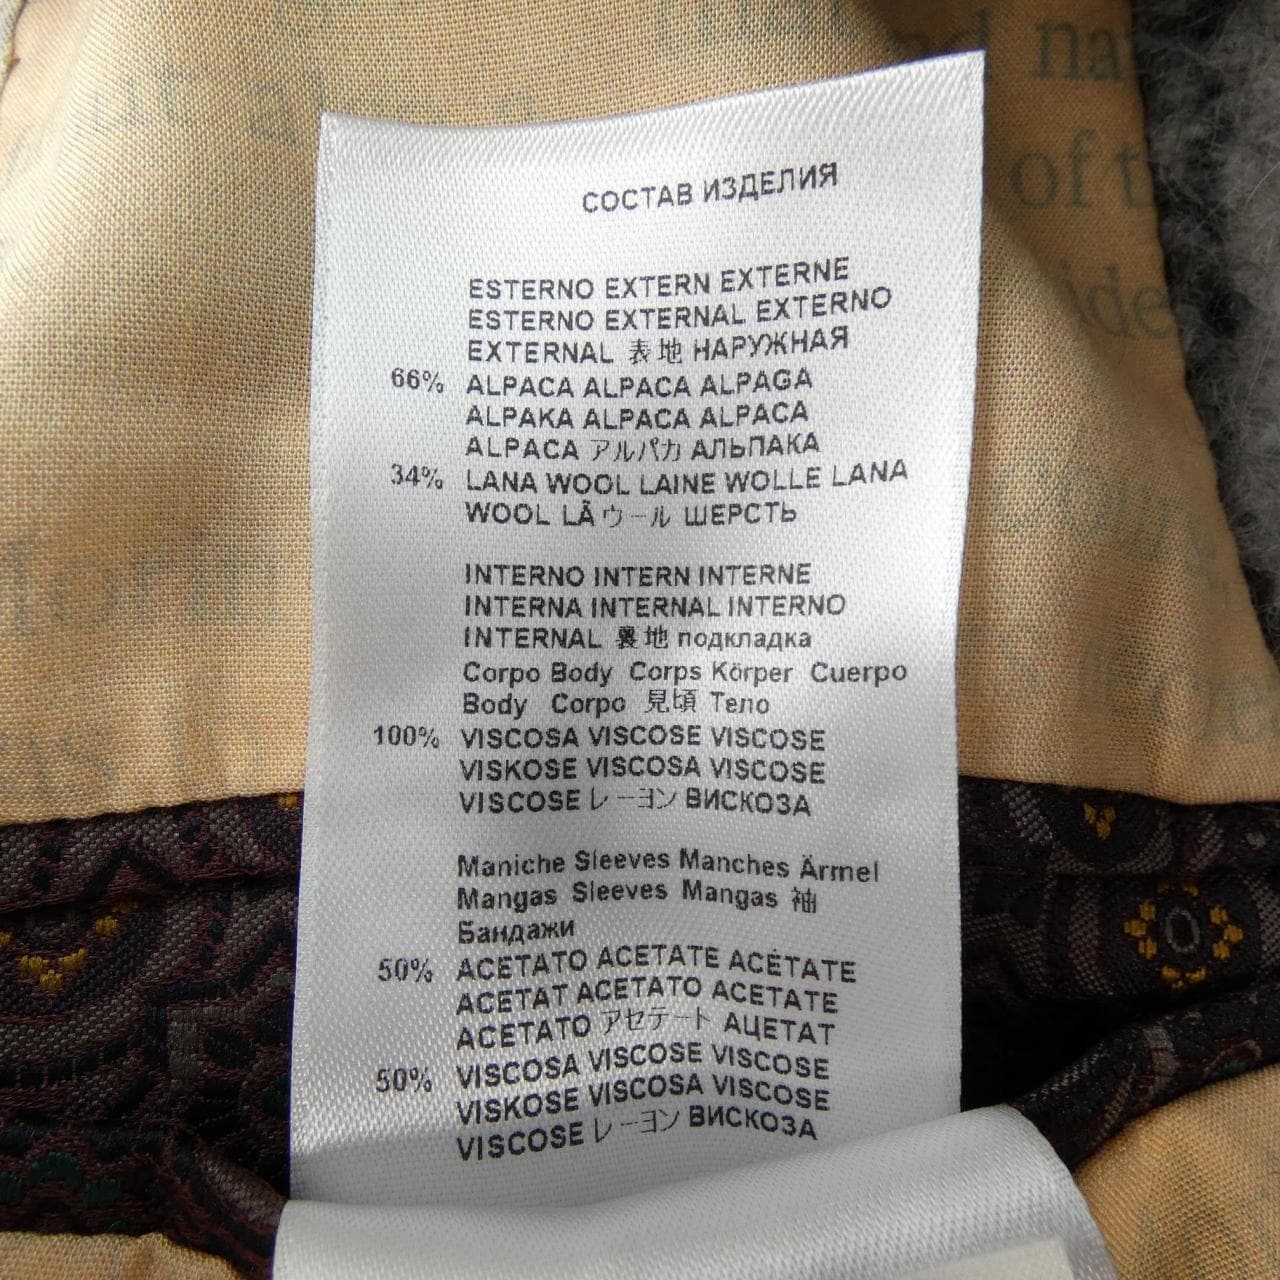 СОСТАВ ИЗДЕЛИЯ
ESTERNO EXTERN EXTERNE
ESTERNO EXTERNAL EXTERNO
EXTERNAL 表地 НАРУЖНАЯ
66% ALPACA ALPACA ALPAGA
ALPAKA ALPACA ALPACA
ALPACA アルパカ АЛЬПАКА
34% LANA WOOL LAINE WOLLE LANA
WOOL LÃ ウール ШЕРСТЬ
INTERNO INTERN INTERNE
INTERNA INTERNAL INTERNO
INTERNAL 裏地 подкладка
Corpo Body Corps Körper Cuerpo
Body Corpo 見頃 Тело
100% VISCOSA VISCOSE VISCOSE
VISKOSE VISCOSA VISCOSE
VISCOSE レーヨン ВИСКОЗА
Maniche Sleeves Manches Ärmel
Mangas Sleeves Mangas 袖
Бандажи
50% ACETATO ACETATE ACÉTATE
ACETAT ACETATO ACETATE
ACETATO アセテート АЦЕТАТ
50% VISCOSA VISCOSE VISCOSE
VISKOSE VISCOSA VISCOSE
VISCOSE レーヨン ВИСКОЗА
of